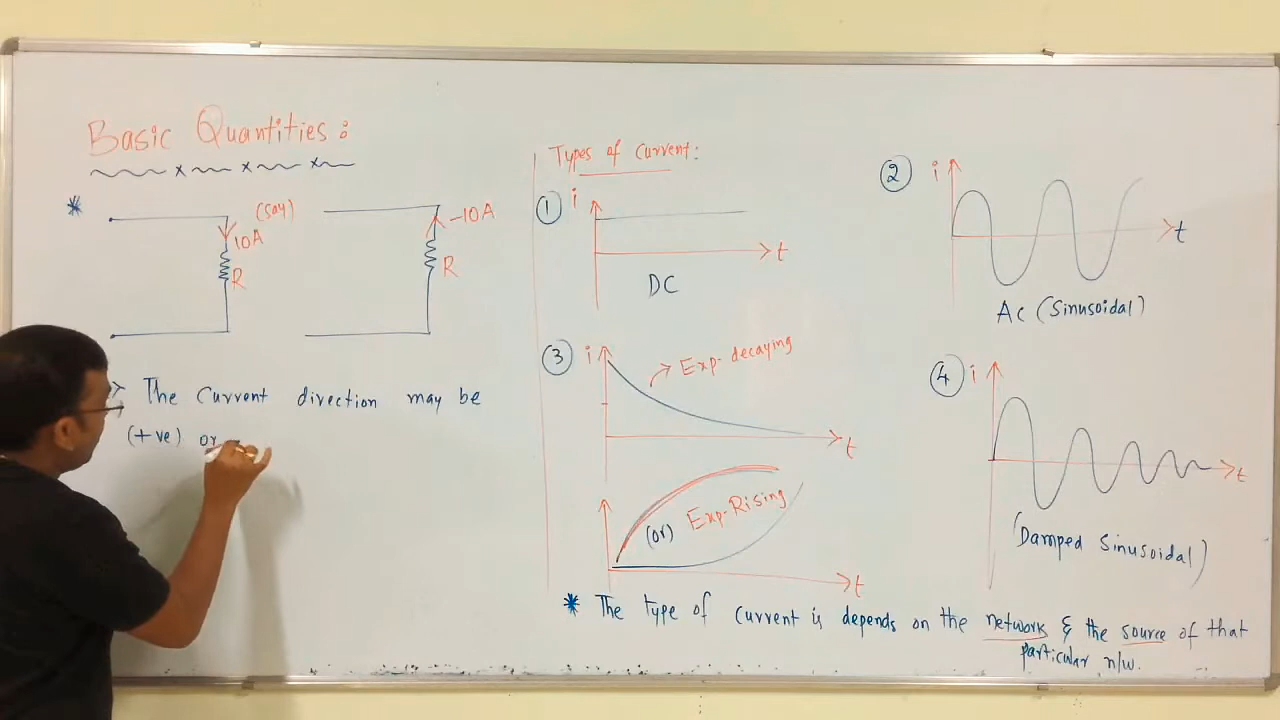 Basic Quantities:
*
(say)
10A
R
-10A
R
> The Current direction may be
(+ve) or
Types of Current:
① i
t
DC
② i
t
AC (Sinusoidal)
③ i
→ Exp-decaying
t
(or) Exp-Rising
t
④ i
t
(Damped Sinusoidal)
* The type of current is depends on the network & the source of that
particular n/w.